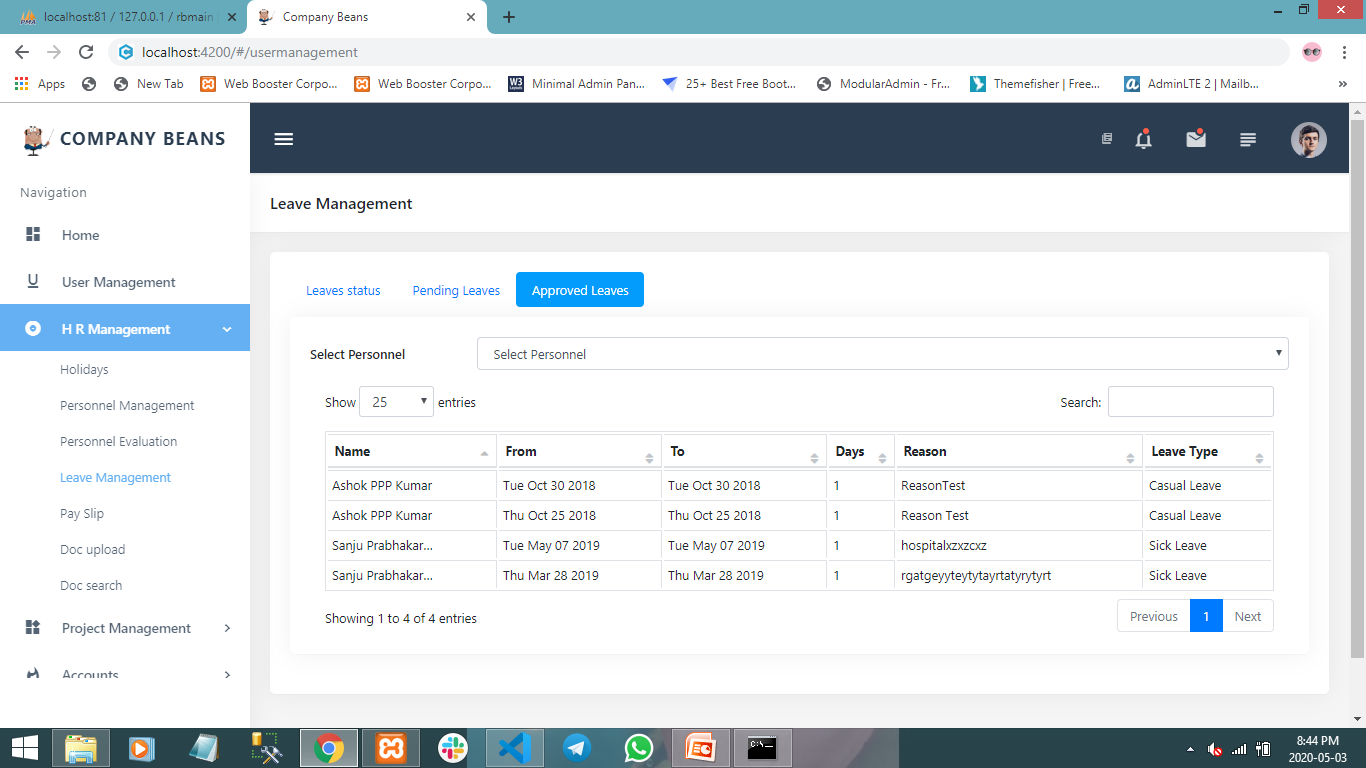 localhost:81 / 127.0.0.1 / rbmain
Company Beans
localhost:4200/#/usermanagement
Apps
New Tab
Web Booster Corpo...
Web Booster Corpo...
Minimal Admin Pan...
25+ Best Free Boot...
ModularAdmin - Fr...
Themefisher | Free...
AdminLTE 2 | Mailb...
COMPANY BEANS
Navigation
Home
User Management
H R Management
Holidays
Personnel Management
Personnel Evaluation
Leave Management
Pay Slip
Doc upload
Doc search
Project Management
Accounts
Leave Management
Leaves status Pending Leaves Approved Leaves
Select Personnel Select Personnel
Show 25 entries Search:
Name From To Days Reason Leave Type
Ashok PPP Kumar Tue Oct 30 2018 Tue Oct 30 2018 1 ReasonTest Casual Leave
Ashok PPP Kumar Thu Oct 25 2018 Thu Oct 25 2018 1 Reason Test Casual Leave
Sanju Prabhakar... Tue May 07 2019 Tue May 07 2019 1 hospitalxzxzcxz Sick Leave
Sanju Prabhakar... Thu Mar 28 2019 Thu Mar 28 2019 1 rgatgeyyteytytayrtatyrytyrt Sick Leave
Showing 1 to 4 of 4 entries Previous 1 Next
8:44 PM
2020-05-03